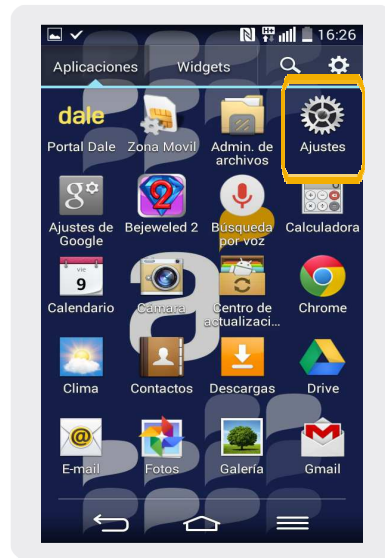 16:26
Aplicaciones Widgets
dale
Portal Dale Zona Movil Admin. de archivos Ajustes
g
Ajustes de Google Bejeweled 2 Búsqueda por voz Calculadora
vie
9
Calendario Cámara Centro de actualizaci... Chrome
Clima Contactos Descargas Drive
@
E-mail Fotos Galería Gmail